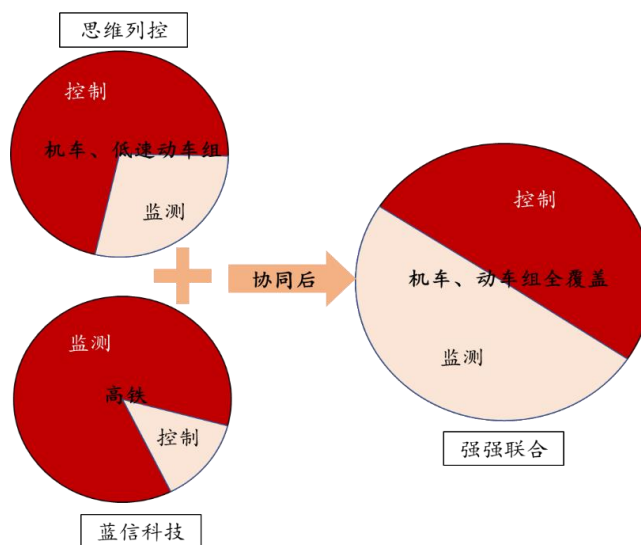 思维列控
控制
机车、低速动车组
监测
协同后
监测
高铁
控制
蓝信科技
控制
机车、动车组全覆盖
监测
强强联合